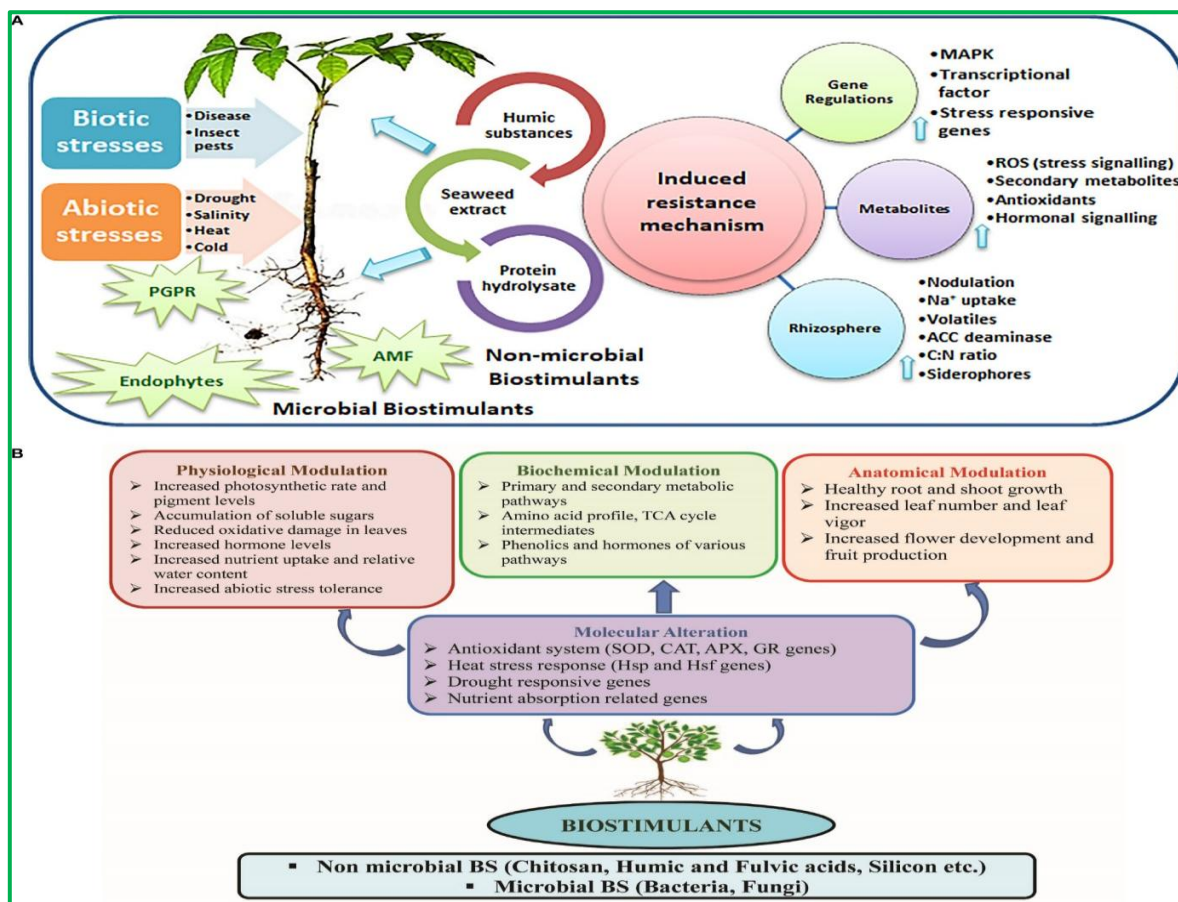 A
Biotic
stresses
•Disease
•Insect
pests
Abiotic
stresses
•Drought
•Salinity
•Heat
•Cold
PGPR
Endophytes
AMF
Microbial Biostimulants
Humic
substances
Seaweed
extract
Protein
hydrolysate
Non-microbial
Biostimulants
Induced
resistance
mechanism
Gene
Regulations
•MAPK
•Transcriptional
factor
•Stress responsive
genes
Metabolites
•ROS (stress signalling)
•Secondary metabolites
•Antioxidants
•Hormonal signalling
Rhizosphere
•Nodulation
•Na⁺ uptake
•Volatiles
•ACC deaminase
•C:N ratio
•Siderophores
B
Physiological Modulation
➢ Increased photosynthetic rate and
pigment levels
➢ Accumulation of soluble sugars
➢ Reduced oxidative damage in leaves
➢ Increased hormone levels
➢ Increased nutrient uptake and relative
water content
➢ Increased abiotic stress tolerance
Biochemical Modulation
➢ Primary and secondary metabolic
pathways
➢ Amino acid profile, TCA cycle
intermediates
➢ Phenolics and hormones of various
pathways
Anatomical Modulation
➢ Healthy root and shoot growth
➢ Increased leaf number and leaf
vigor
➢ Increased flower development and
fruit production
Molecular Alteration
➢ Antioxidant system (SOD, CAT, APX, GR genes)
➢ Heat stress response (Hsp and Hsf genes)
➢ Drought responsive genes
➢ Nutrient absorption related genes
BIOSTIMULANTS
▪ Non microbial BS (Chitosan, Humic and Fulvic acids, Silicon etc.)
▪ Microbial BS (Bacteria, Fungi)